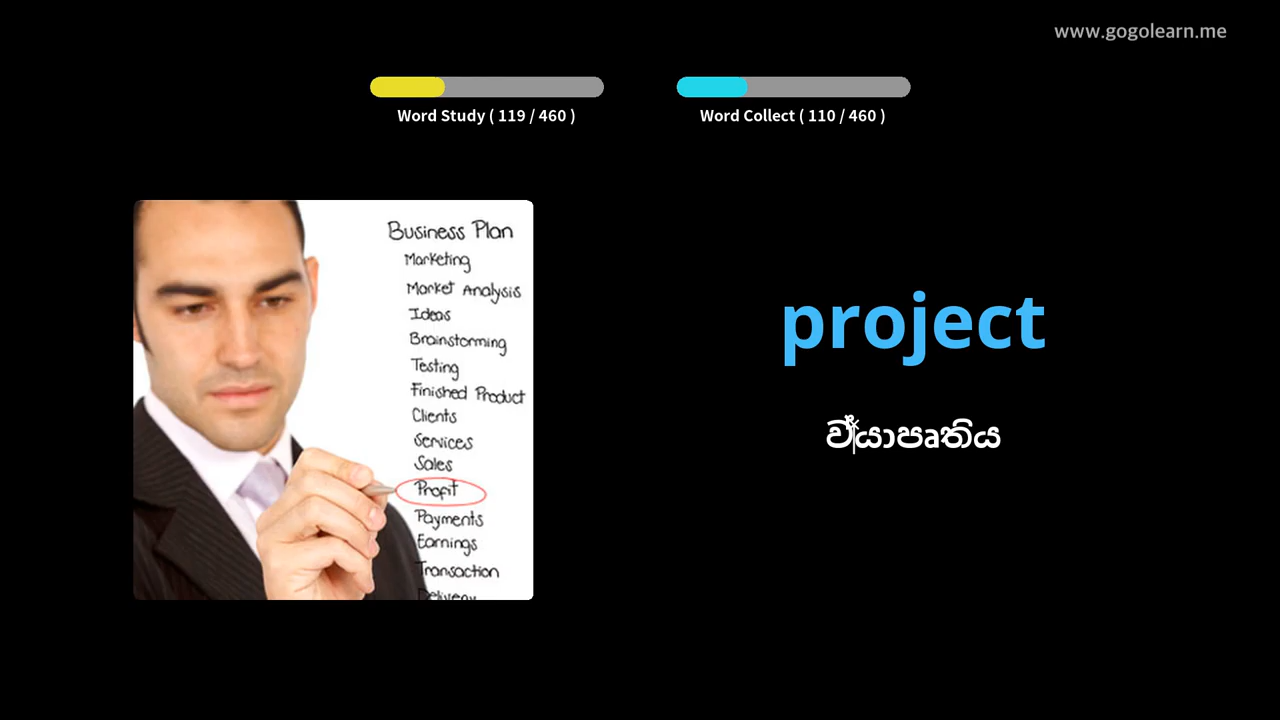 www.gogolearn.me
Word Study ( 119 / 460 )
Word Collect ( 110 / 460 )
Business Plan
Marketing
Market Analysis
Ideas
Brainstorming
Testing
Finished Product
Clients
Services
Sales
Profit
Payments
Earnings
Transaction
Delivery
project
ව්‍යාපෘතිය